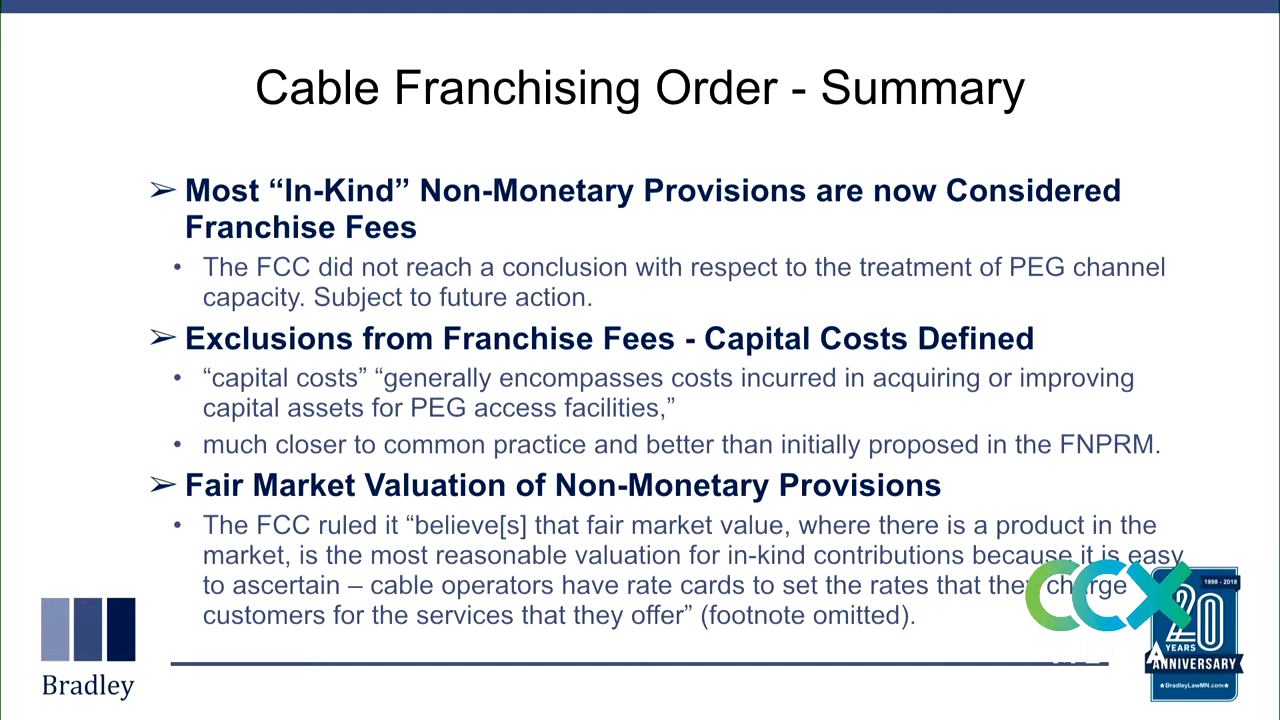 Cable Franchising Order - Summary
➢ Most “In-Kind” Non-Monetary Provisions are now Considered
Franchise Fees
• The FCC did not reach a conclusion with respect to the treatment of PEG channel
capacity. Subject to future action.
➢ Exclusions from Franchise Fees - Capital Costs Defined
• “capital costs” “generally encompasses costs incurred in acquiring or improving
capital assets for PEG access facilities,”
• much closer to common practice and better than initially proposed in the FNPRM.
➢ Fair Market Valuation of Non-Monetary Provisions
• The FCC ruled it “believe[s] that fair market value, where there is a product in the
market, is the most reasonable valuation for in-kind contributions because it is easy
to ascertain – cable operators have rate cards to set the rates that they charge
customers for the services that they offer” (footnote omitted).
CCX
1998 - 2018
20
YEARS
ANNIVERSARY
★BradleyLawMN.com★
Bradley